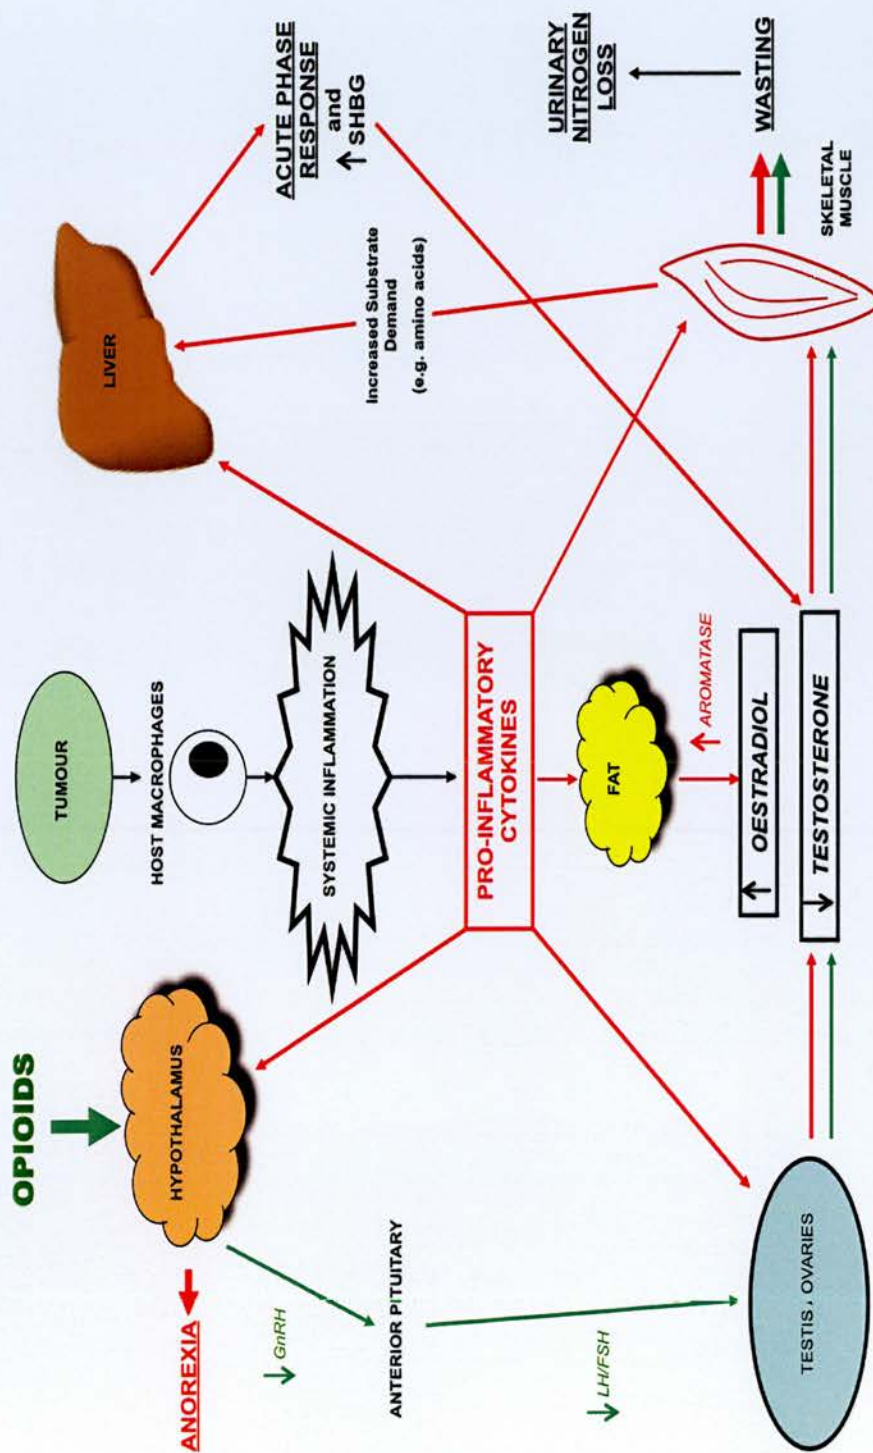 OPIOIDS
TUMOUR
LIVER
HOST MACROPHAGES
ANOREXIA
HYPOTHALAMUS
ACUTE PHASE
RESPONSE
and
↑ SHBG
↓ GnRH
SYSTEMIC INFLAMMATION
Increased Substrate
Demand
(e.g. amino acids)
ANTERIOR PITUITARY
PRO-INFLAMMATORY
CYTOKINES
URINARY
NITROGEN
LOSS
↓ LH/FSH
FAT
↑ AROMATASE
↑ OESTRADIOL
WASTING
TESTIS, OVARIES
↓ TESTOSTERONE
SKELETAL
MUSCLE